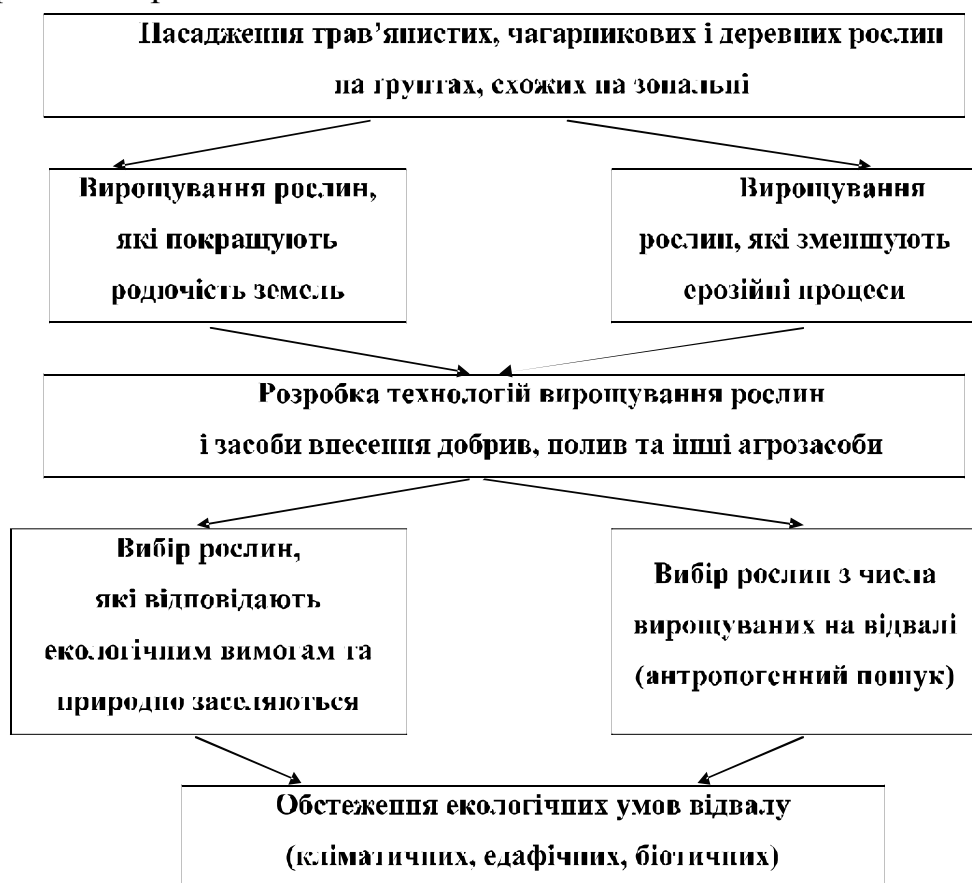 Насадження трав’янистих, чагарникових і деревних рослин
на ґрунтах, схожих на зональні
Вирощування рослин,
які покращують
родючість земель
Вирощування
рослин, які зменшують
ерозійні процеси
Розробка технологій вирощування рослин
і засоби внесення добрив, полив та інші агрозасоби
Вибір рослин,
які відповідають
екологічним вимогам та
природно заселяються
Вибір рослин з числа
вирощуваних на відвалі
(антропогенний пошук)
Обстеження екологічних умов відвалу
(кліматичних, едафічних, біотичних)